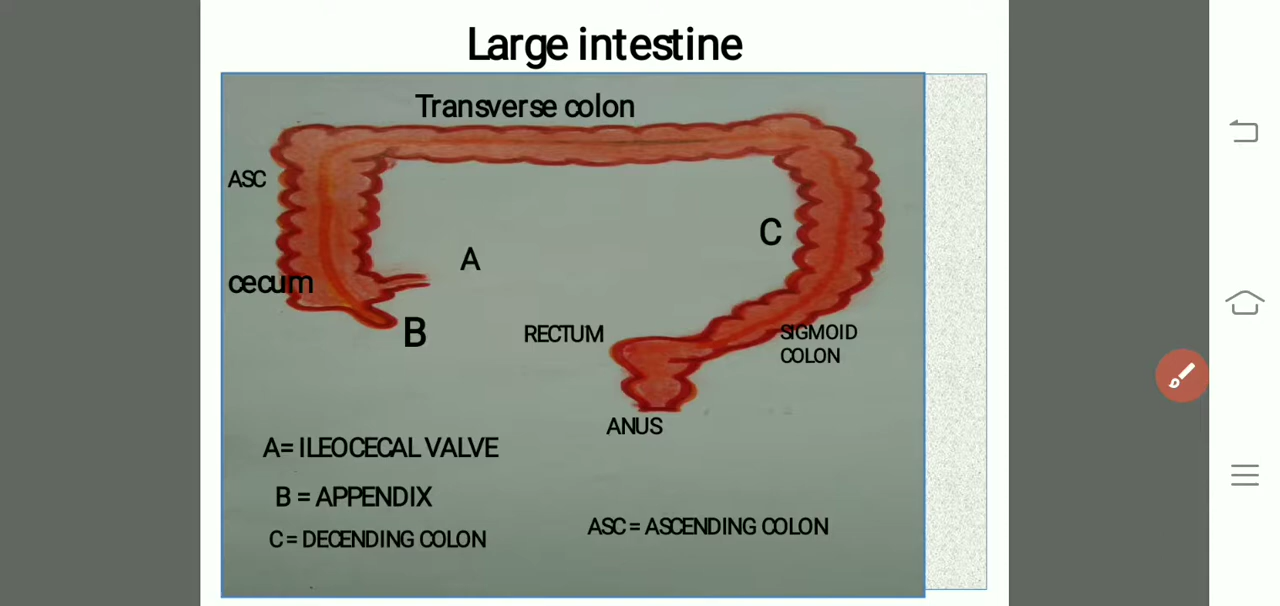 Large intestine
Transverse colon
ASC
C
A
cecum
B
RECTUM
SIGMOID
COLON
ANUS
A= ILEOCECAL VALVE
B = APPENDIX
ASC = ASCENDING COLON
C = DECENDING COLON